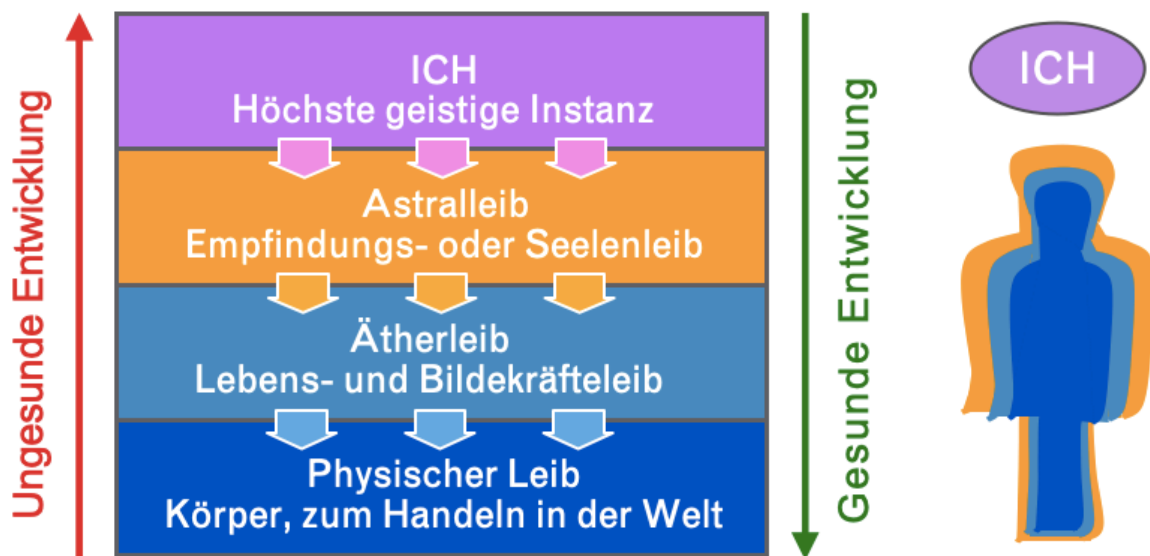 Ungesunde Entwicklung
ICH
Höchste geistige Instanz
Astralleib
Empfindungs- oder Seelenleib
Ätherleib
Lebens- und Bildekräfteleib
Physischer Leib
Körper, zum Handeln in der Welt
Gesunde Entwicklung
ICH